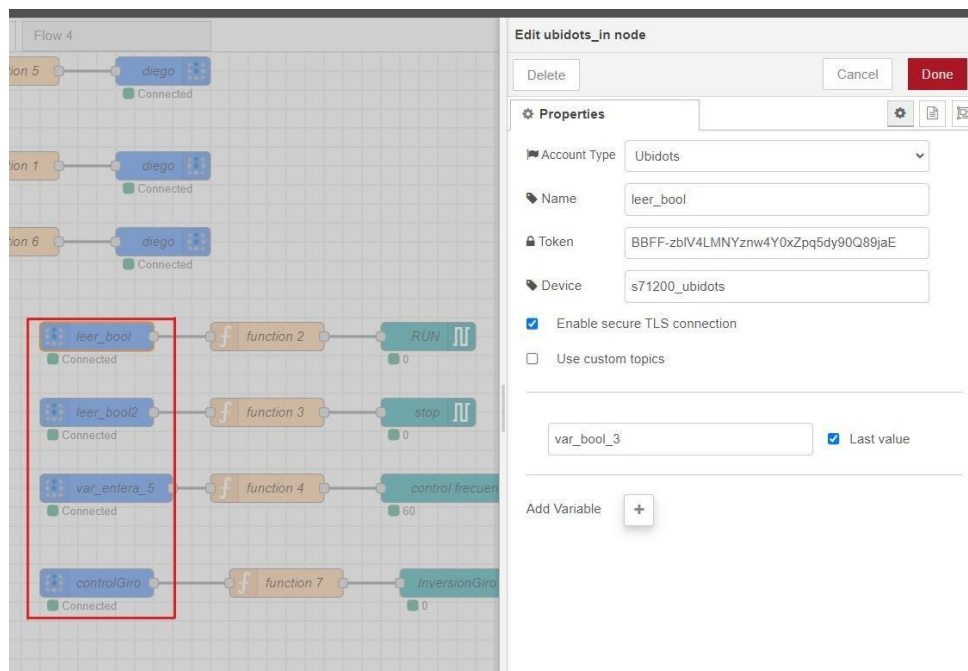 Flow 4
Edit ubidots_in node
Delete
Cancel
Done
Properties
Account Type
Ubidots
Name
leer_bool
Token
BBFF-zblV4LMNYznw4Y0xZpq5dy90Q89jaE
Device
s71200_ubidots
Enable secure TLS connection
Use custom topics
var_bool_3
Last value
Add Variable
+
ion 5
diego
Connected
ion 1
diego
Connected
ion 6
diego
Connected
leer_bool
Connected
function 2
RUN
0
leer_bool2
Connected
function 3
stop
0
var_entera_5
Connected
function 4
control frecuen
60
controlGiro
Connected
function 7
InversionGiro
0